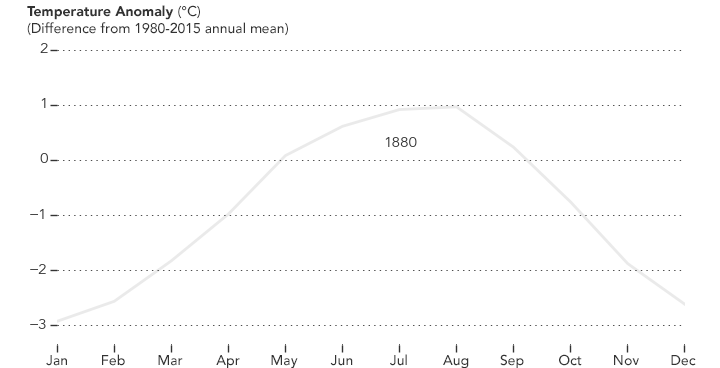 Temperature Anomaly (°C)
(Difference from 1980-2015 annual mean)
2
1
1880
0
−1
−2
−3
Jan Feb Mar Apr May Jun Jul Aug Sep Oct Nov Dec